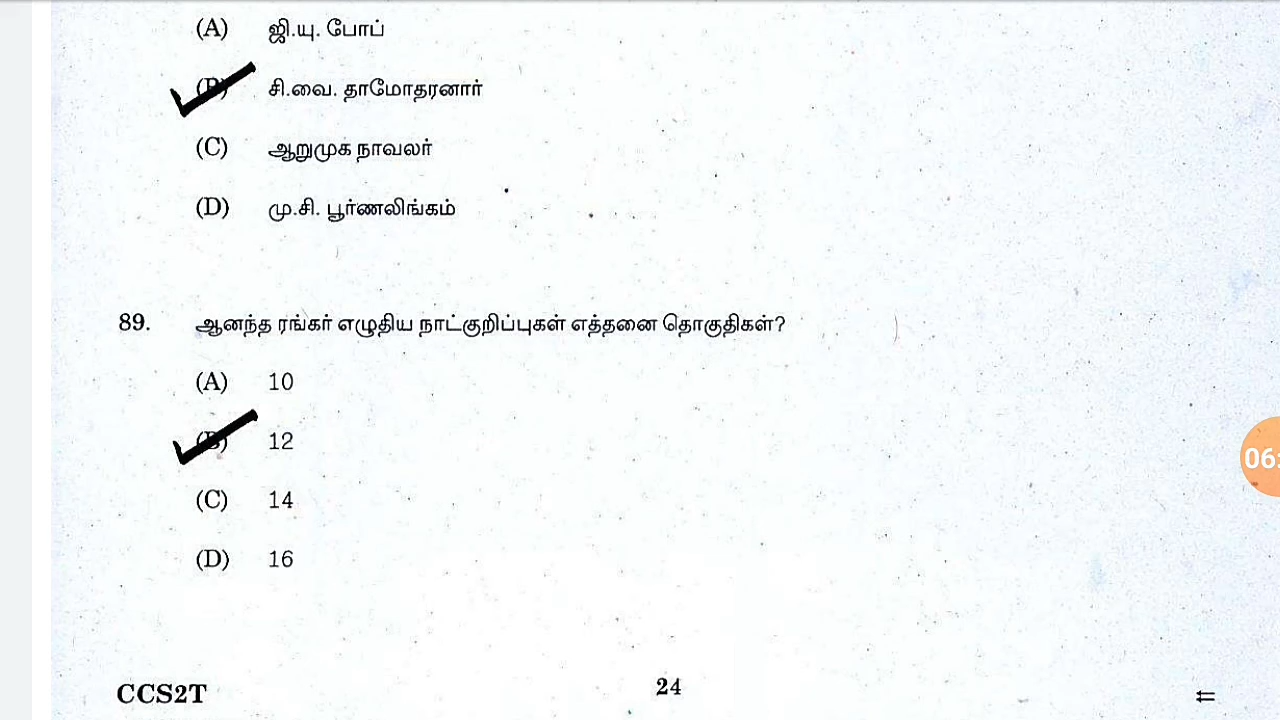 (A) ஜி.யு. போப்
(B) சி.வை. தாமோதரனார்
(C) ஆறுமுக நாவலர்
(D) மு.சி. பூர்ணலிங்கம்
89. ஆனந்த ரங்கர் எழுதிய நாட்குறிப்புகள் எத்தனை தொகுதிகள்?
(A) 10
(B) 12
(C) 14
(D) 16
06:
CCS2T 24 ⇇